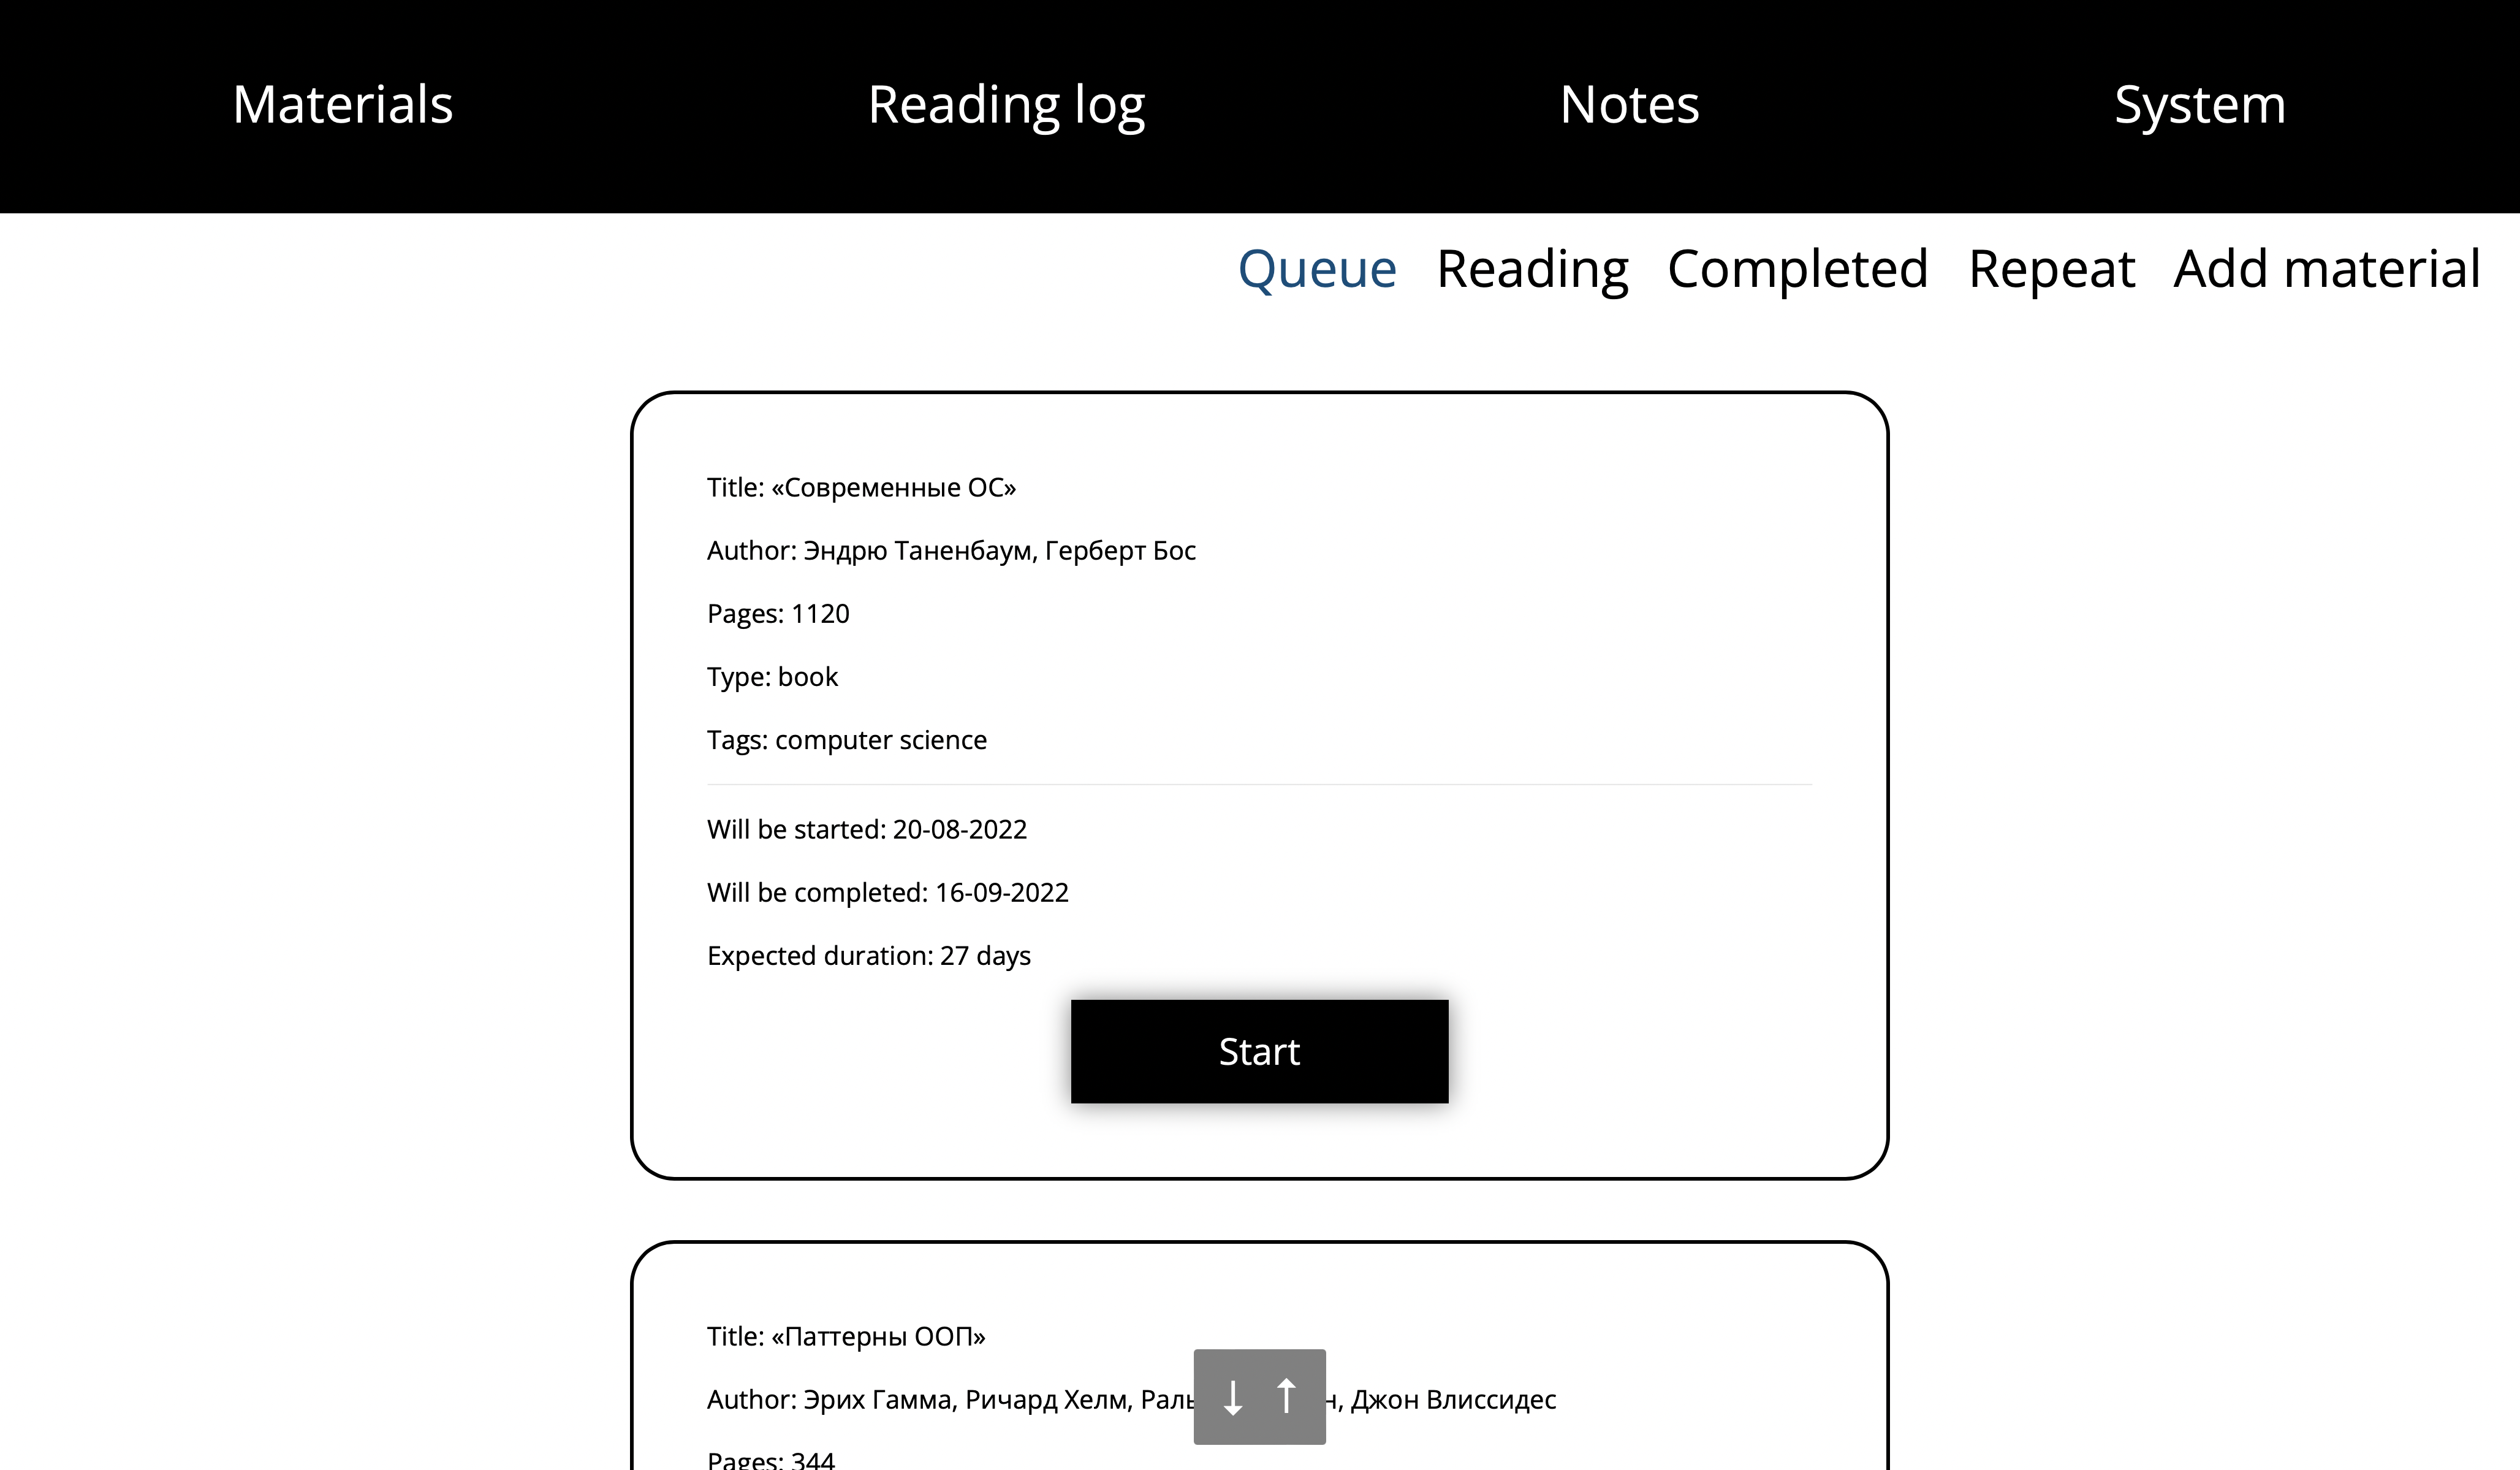 Materials Reading log Notes System
Queue Reading Completed Repeat Add material
Title: «Современные ОС»
Author: Эндрю Таненбаум, Герберт Бос
Pages: 1120
Type: book
Tags: computer science
Will be started: 20-08-2022
Will be completed: 16-09-2022
Expected duration: 27 days
Start
Title: «Паттерны ООП»
Author: Эрих Гамма, Ричард Хелм, Джон Влиссидес
↓ ↑
Pages: 344